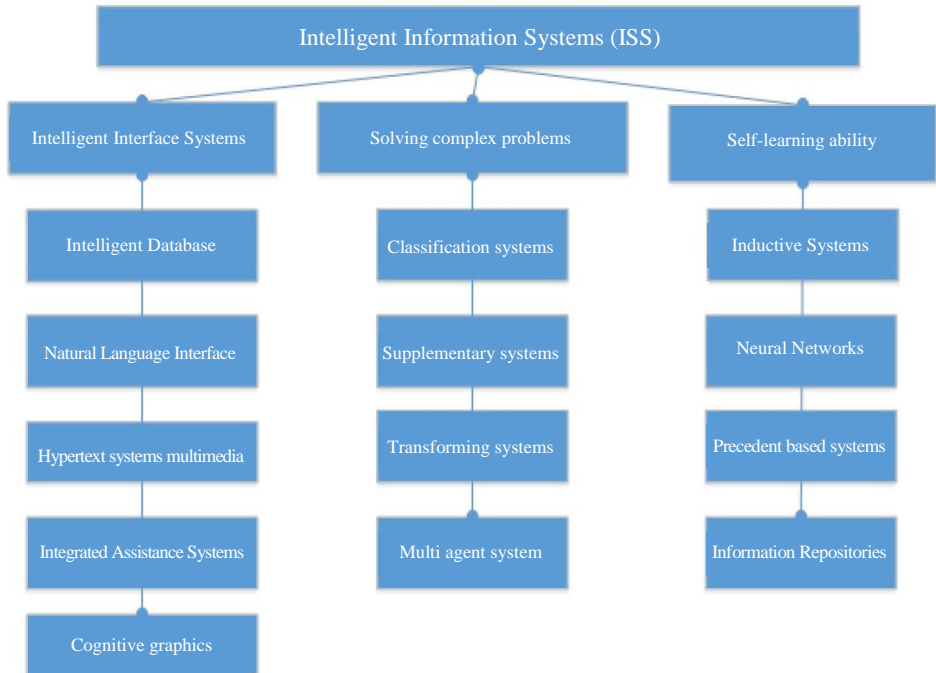 Intelligent Information Systems (ISS)
Intelligent Interface Systems
Solving complex problems
Self-learning ability
Intelligent Database
Classification systems
Inductive Systems
Natural Language Interface
Supplementary systems
Neural Networks
Hypertext systems multimedia
Transforming systems
Precedent based systems
Integrated Assistance Systems
Multi agent system
Information Repositories
Cognitive graphics